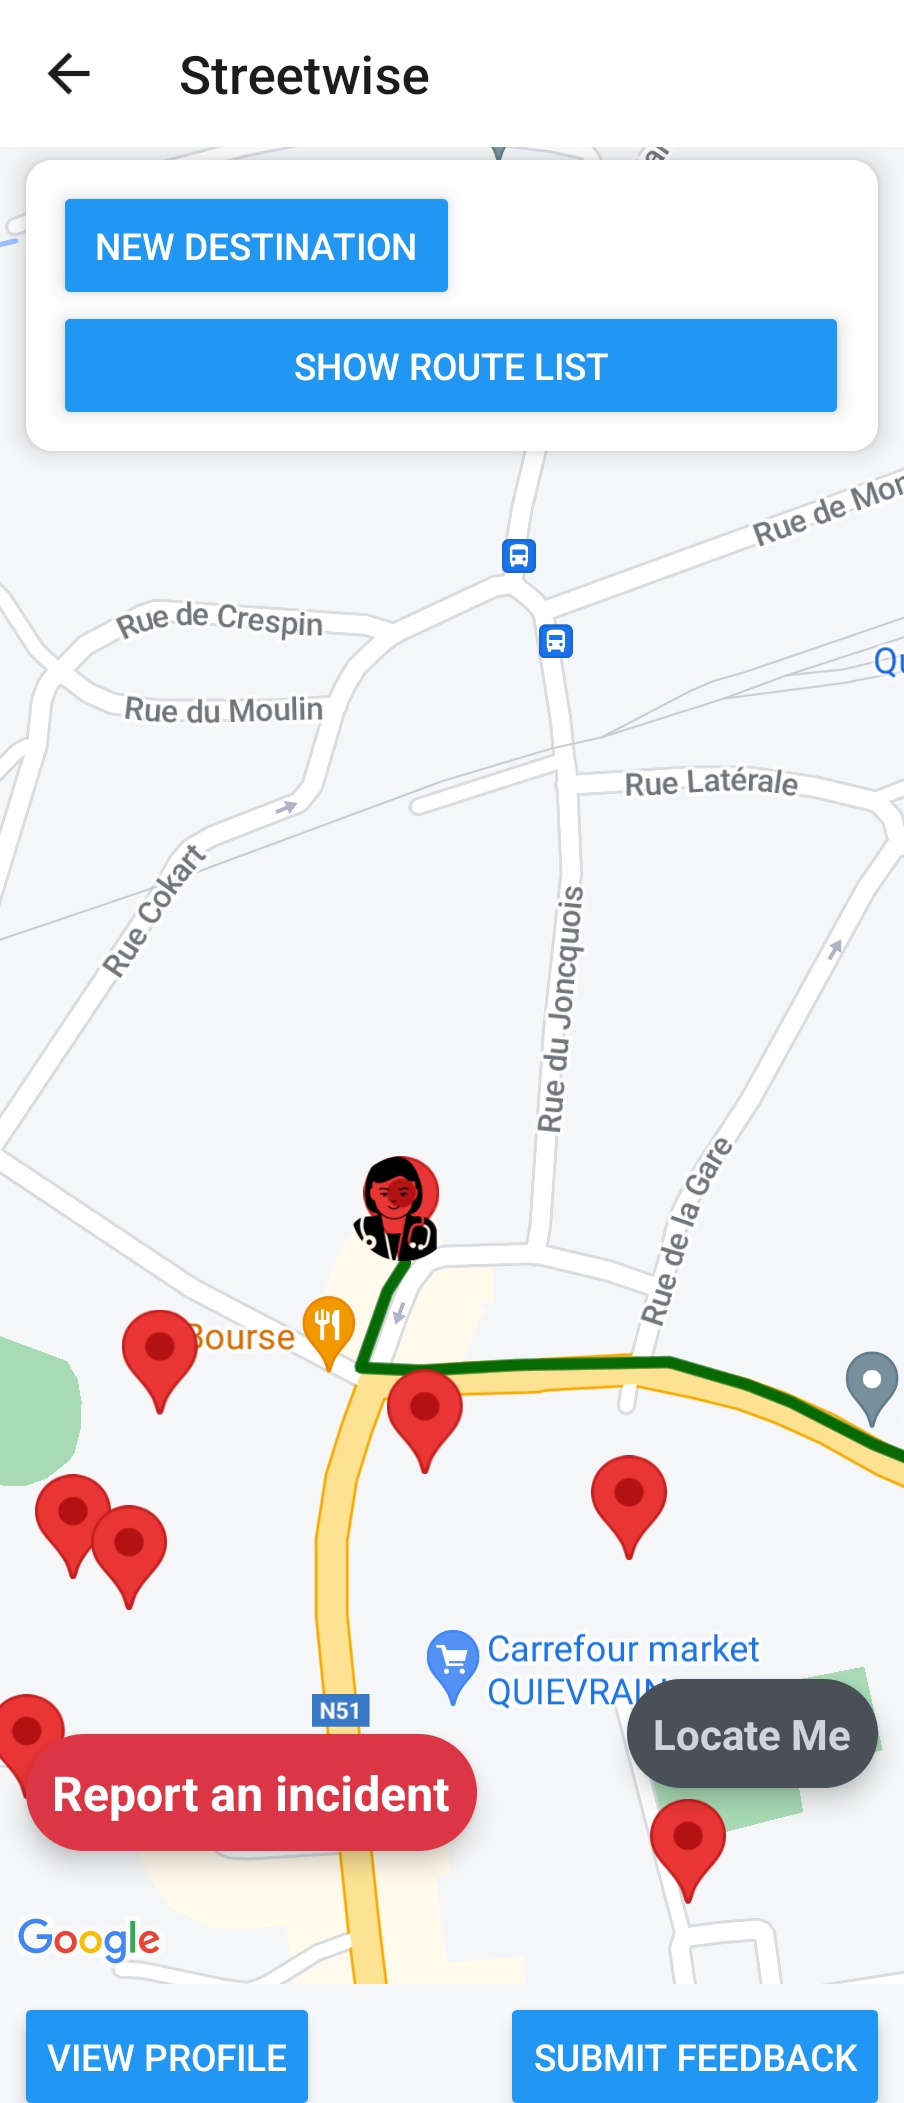 Streetwise
NEW DESTINATION
SHOW ROUTE LIST
Rue de Mor
Rue de Crespin
Qu
Rue du Moulin
Rue Latérale
Rue Cokart
Rue du Joncquois
Rue de la Gare
Bourse
Carrefour market
QUIEVRAIN
N51
Locate Me
Report an incident
Google
VIEW PROFILE
SUBMIT FEEDBACK